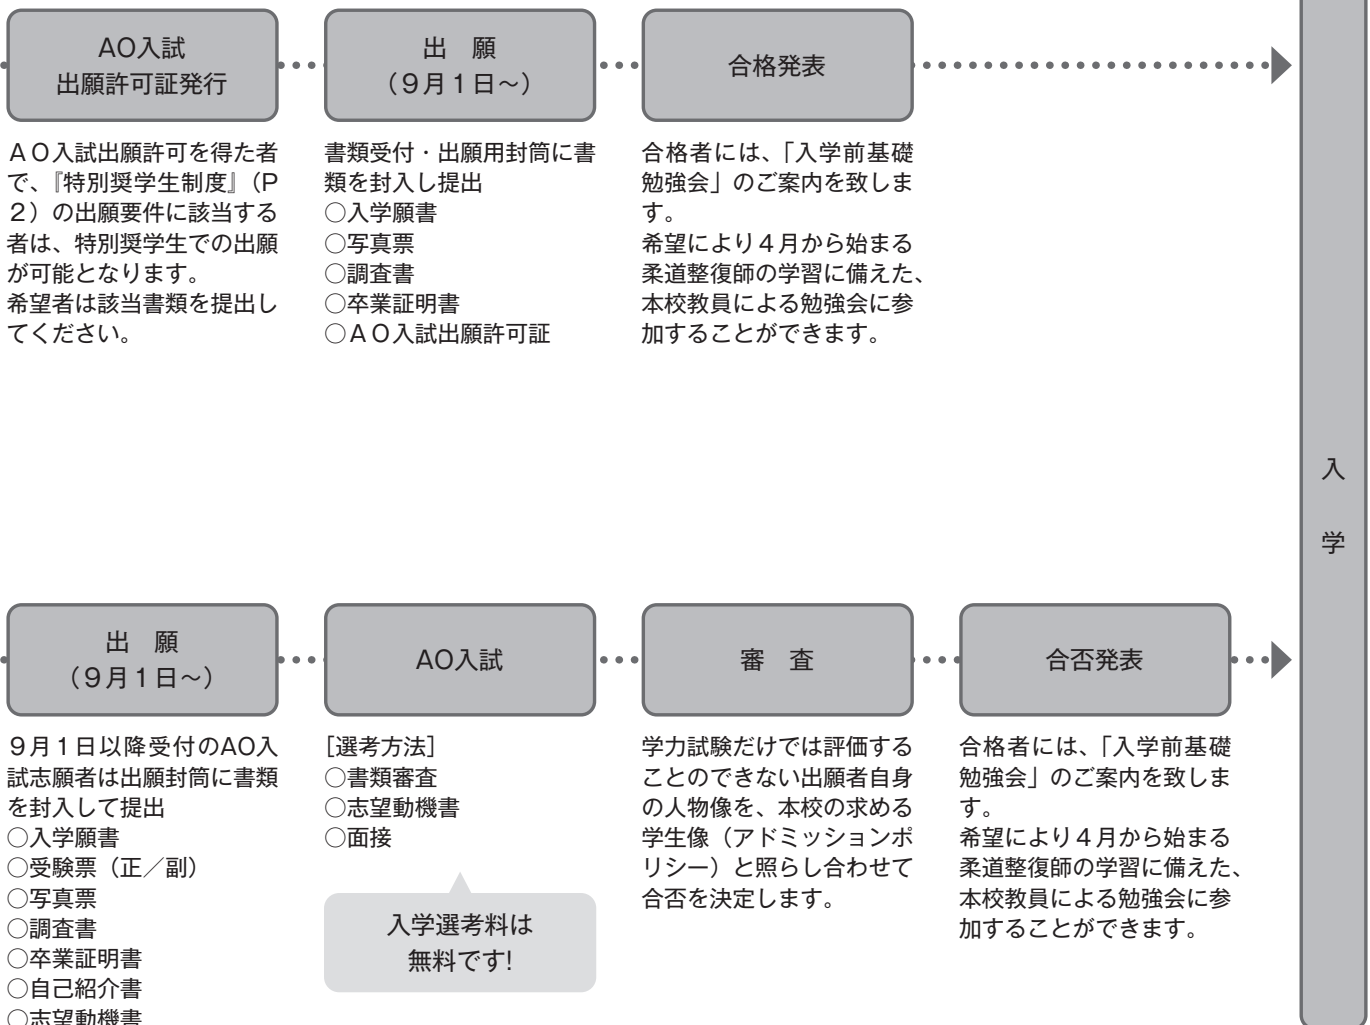 AO入試
出願許可証発行
ＡＯ入試出願許可を得た者
で、『特別奨学生制度』（P
２）の出願要件に該当する
者は、特別奨学生での出願
が可能となります。
希望者は該当書類を提出し
てください。
出　願
（９月１日～）
書類受付・出願用封筒に書
類を封入し提出
○入学願書
○写真票
○調査書
○卒業証明書
○ＡＯ入試出願許可証
合格発表
合格者には、「入学前基礎
勉強会」のご案内を致しま
す。
希望により４月から始まる
柔道整復師の学習に備えた、
本校教員による勉強会に参
加することができます。
出　願
（９月１日～）
９月１日以降受付のAO入
試志願者は出願封筒に書類
を封入して提出
○入学願書
○受験票（正／副）
○写真票
○調査書
○卒業証明書
○自己紹介書
○志望動機書
AO入試
［選考方法］
○書類審査
○志望動機書
○面接
入学選考料は
無料です!
審　査
学力試験だけでは評価する
ことのできない出願者自身
の人物像を、本校の求める
学生像（アドミッションポ
リシー）と照らし合わせて
合否を決定します。
合否発表
合格者には、「入学前基礎
勉強会」のご案内を致しま
す。
希望により４月から始まる
柔道整復師の学習に備えた、
本校教員による勉強会に参
加することができます。
入
学